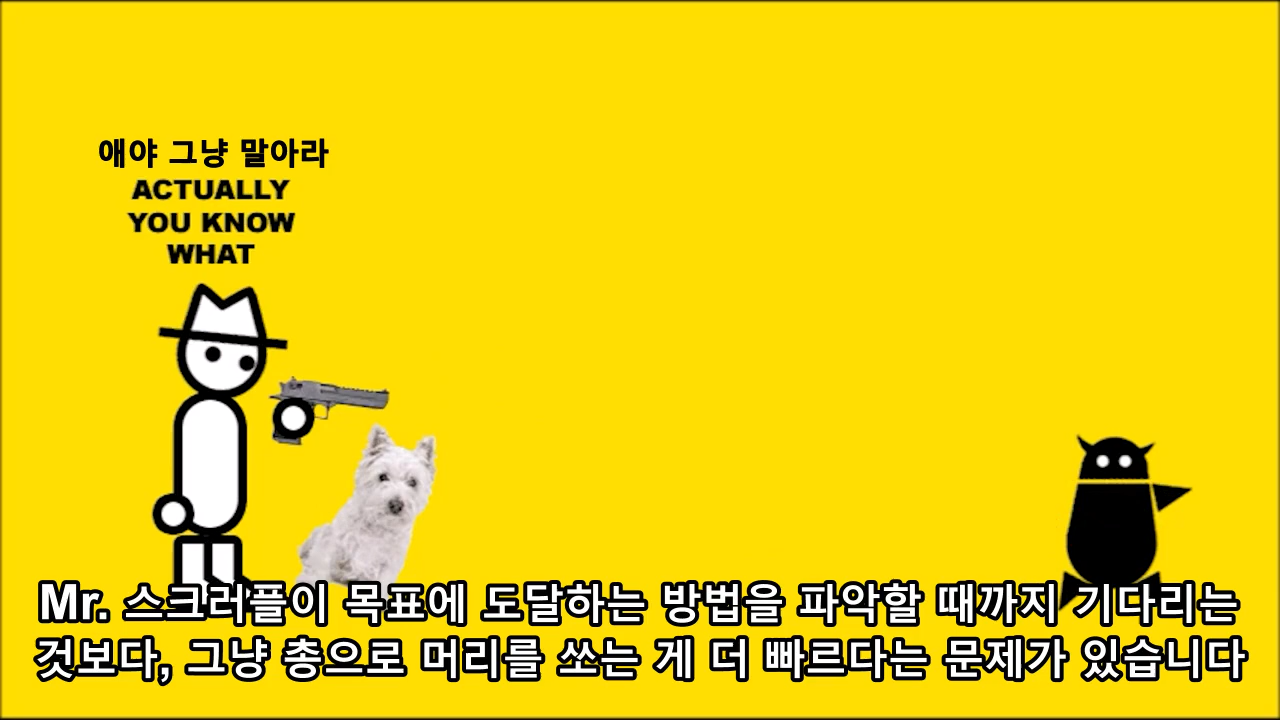 애야 그냥 말아라
ACTUALLY
YOU KNOW
WHAT
Mr. 스크러플이 목표에 도달하는 방법을 파악할 때까지 기다리는
것보다, 그냥 총으로 머리를 쏘는 게 더 빠르다는 문제가 있습니다